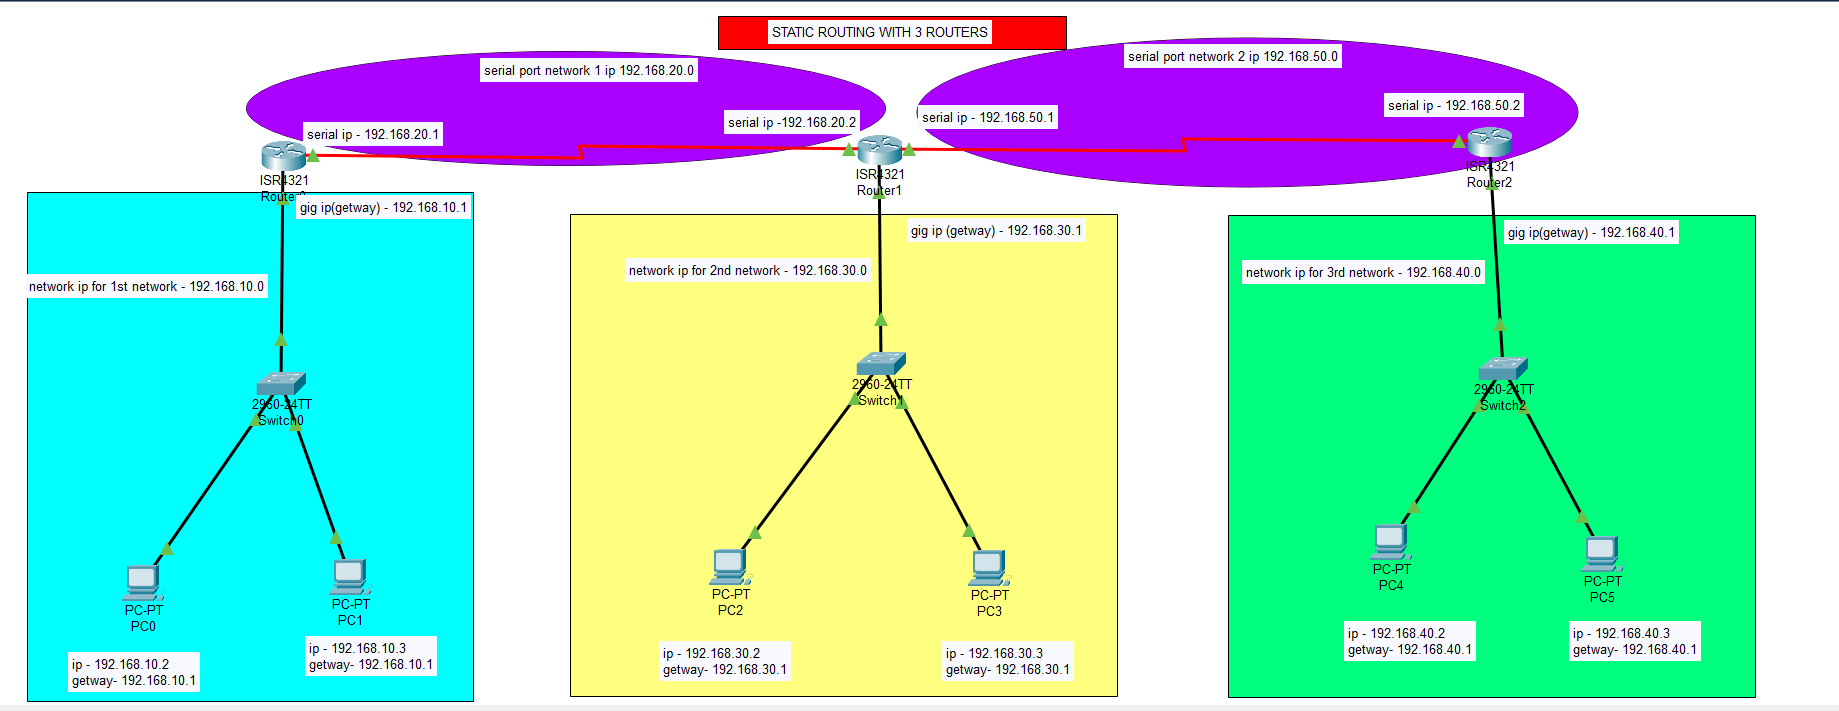 STATIC ROUTING WITH 3 ROUTERS
serial port network 1 ip 192.168.20.0
serial port network 2 ip 192.168.50.0
serial ip - 192.168.20.1
serial ip -192.168.20.2
serial ip - 192.168.50.1
serial ip - 192.168.50.2
ISR4321
Router0
ISR4321
Router1
ISR4321
Router2
gig ip(getway) - 192.168.10.1
gig ip (getway) - 192.168.30.1
gig ip(getway) - 192.168.40.1
network ip for 1st network - 192.168.10.0
network ip for 2nd network - 192.168.30.0
network ip for 3rd network - 192.168.40.0
2960-24TT
Switch0
2960-24TT
Switch1
2960-24TT
Switch2
PC-PT
PC0
PC-PT
PC1
PC-PT
PC2
PC-PT
PC3
PC-PT
PC4
PC-PT
PC5
ip - 192.168.10.2
getway- 192.168.10.1
ip - 192.168.10.3
getway- 192.168.10.1
ip - 192.168.30.2
getway- 192.168.30.1
ip - 192.168.30.3
getway- 192.168.30.1
ip - 192.168.40.2
getway- 192.168.40.1
ip - 192.168.40.3
getway- 192.168.40.1